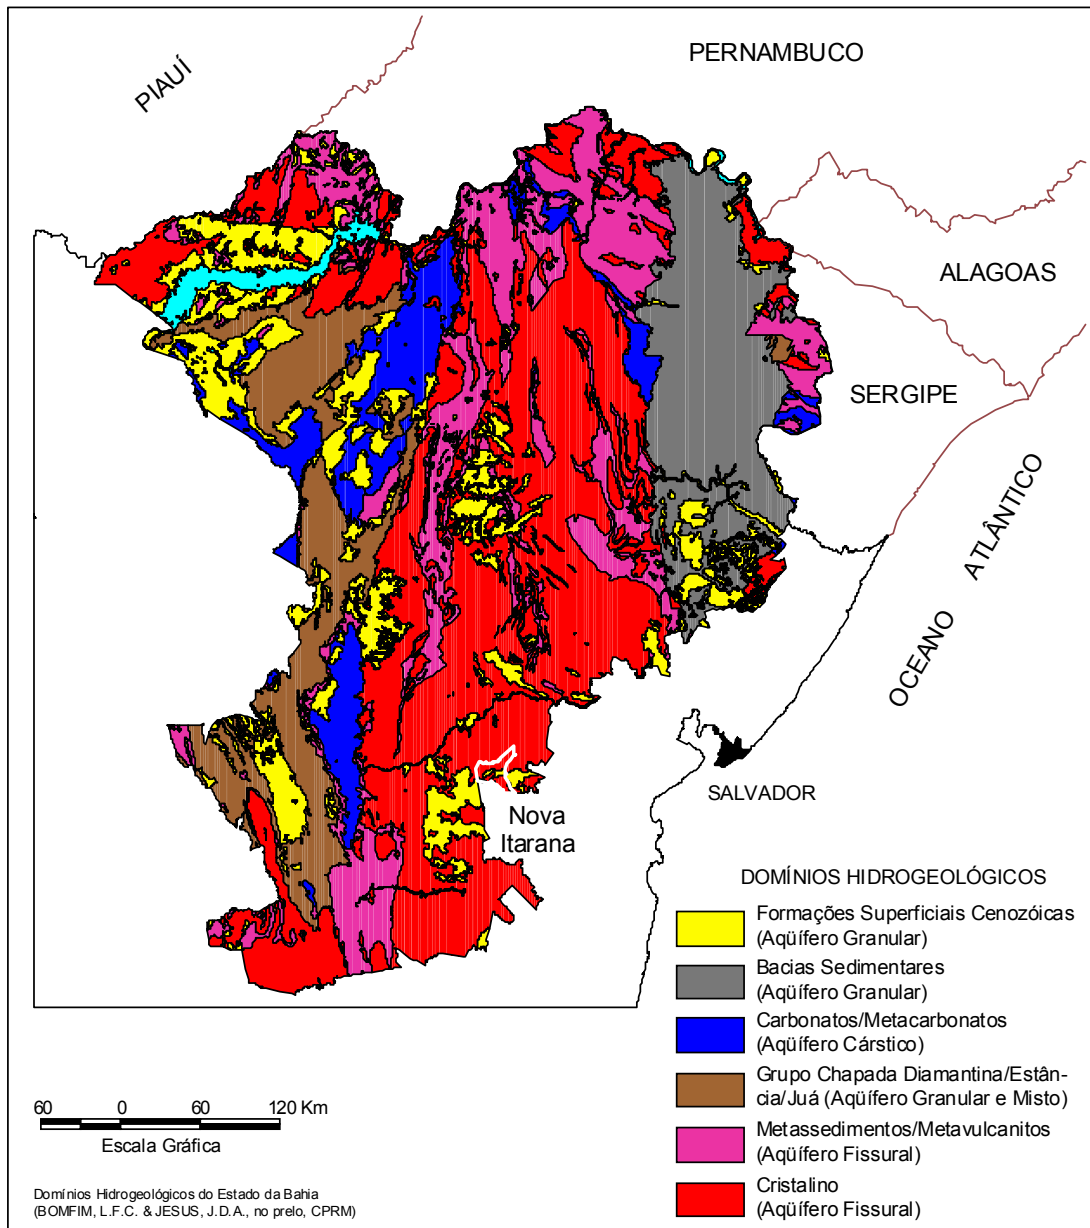 PIAUÍ
PERNAMBUCO
ALAGOAS
SERGIPE
OCEANO ATLÂNTICO
SALVADOR
Nova
Itarana
DOMÍNIOS HIDROGEOLÓGICOS
Formações Superficiais Cenozóicas
(Aqüífero Granular)
Bacias Sedimentares
(Aqüífero Granular)
Carbonatos/Metacarbonatos
(Aqüífero Cárstico)
Grupo Chapada Diamantina/Estân-
cia/Juá (Aqüífero Granular e Misto)
Metassedimentos/Metavulcanitos
(Aqüífero Fissural)
Cristalino
(Aqüífero Fissural)
60 0 60 120 Km
Escala Gráfica
Domínios Hidrogeológicos do Estado da Bahia
(BOMFIM, L.F.C. & JESUS, J.D.A., no prelo, CPRM)